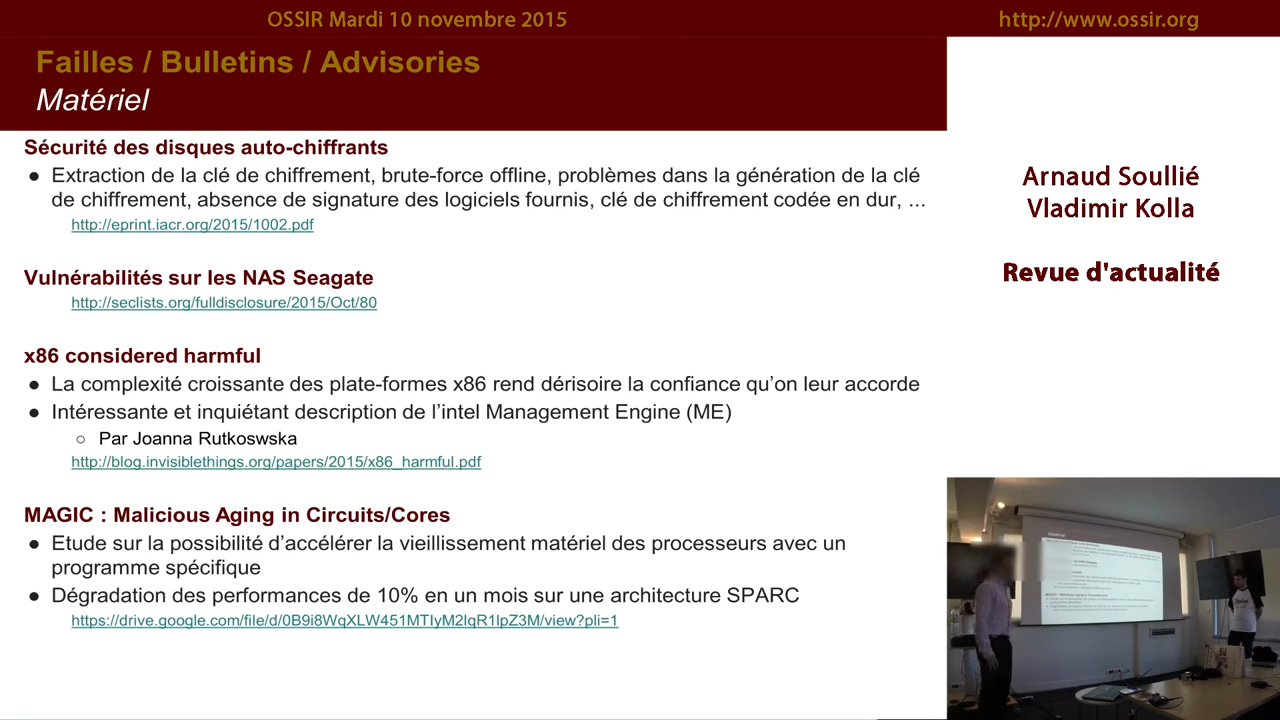 OSSIR Mardi 10 novembre 2015
http://www.ossir.org
Failles / Bulletins / Advisories
Matériel
Sécurité des disques auto-chiffrants
● Extraction de la clé de chiffrement, brute-force offline, problèmes dans la génération de la clé
de chiffrement, absence de signature des logiciels fournis, clé de chiffrement codée en dur, ...
http://eprint.iacr.org/2015/1002.pdf
Vulnérabilités sur les NAS Seagate
http://seclists.org/fulldisclosure/2015/Oct/80
x86 considered harmful
● La complexité croissante des plate-formes x86 rend dérisoire la confiance qu’on leur accorde
● Intéressante et inquiétant description de l’intel Management Engine (ME)
○ Par Joanna Rutkoswska
http://blog.invisiblethings.org/papers/2015/x86_harmful.pdf
MAGIC : Malicious Aging in Circuits/Cores
● Etude sur la possibilité d’accélérer la vieillissement matériel des processeurs avec un
programme spécifique
● Dégradation des performances de 10% en un mois sur une architecture SPARC
https://drive.google.com/file/d/0B9i8WqXLW451MTIyM2lqR1lpZ3M/view?pli=1
Arnaud Soullié
Vladimir Kolla
Revue d'actualité